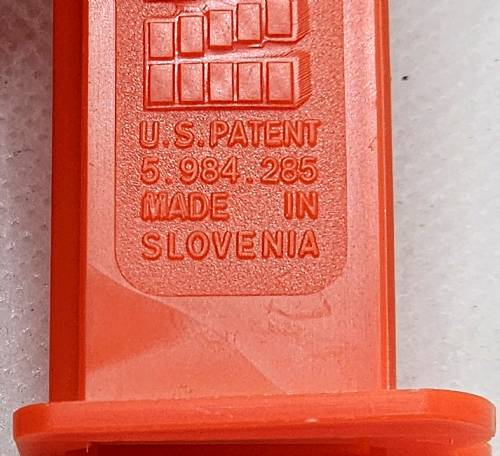 U.S.PATENT
5.984.285
MADE IN
SLOVENIA